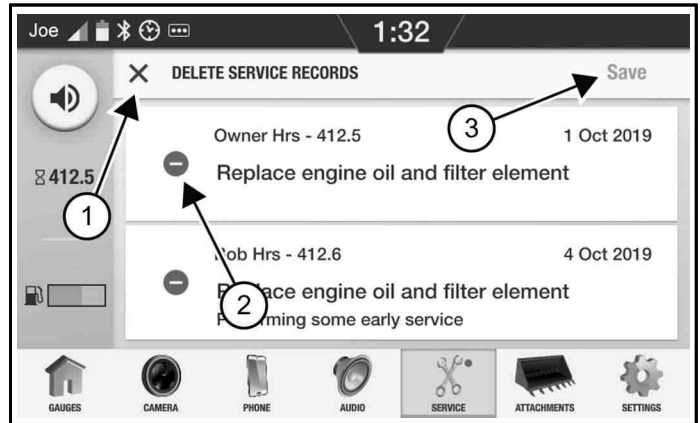 Joe 1:32
DELETE SERVICE RECORDS Save
Owner Hrs - 412.5 1 Oct 2019
Replace engine oil and filter element
412.5
1
2
3
Hrs - 412.6 4 Oct 2019
engine oil and filter element
some early service
GAUGES CAMERA PHONE AUDIO SERVICE ATTACHMENTS SETTINGS